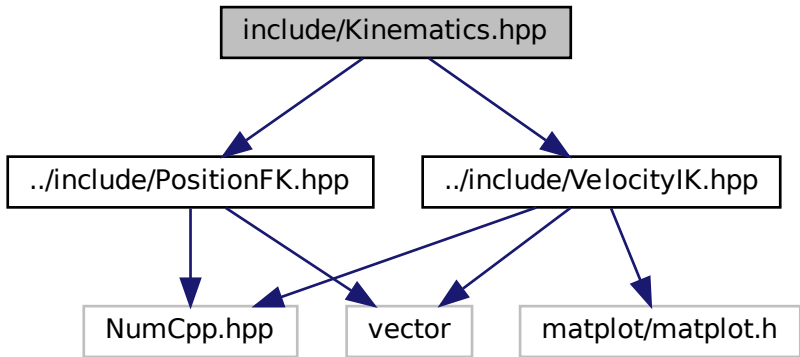 include/Kinematics.hpp
../include/PositionFK.hpp
../include/VelocityIK.hpp
NumCpp.hpp
vector
matplot/matplot.h